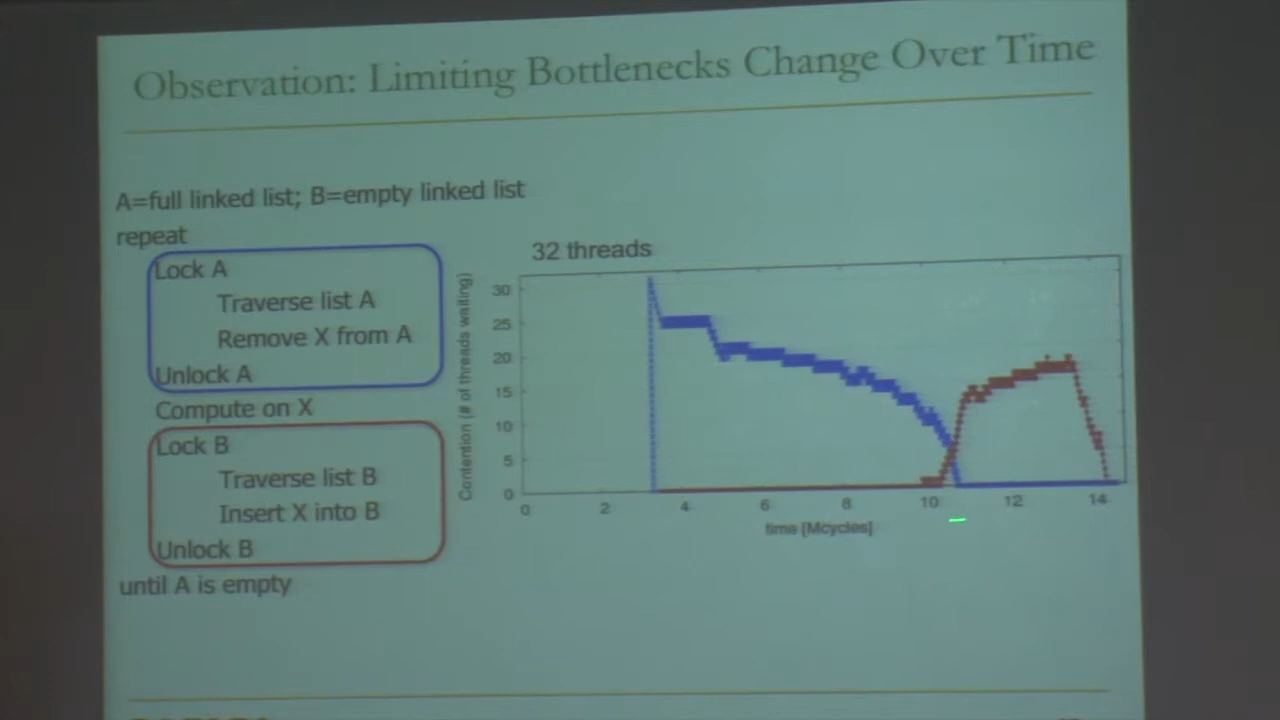 Observation: Limiting Bottlenecks Change Over Time
A=full linked list; B=empty linked list
repeat
Lock A
Traverse list A
Remove X from A
Unlock A
Compute on X
Lock B
Traverse list B
Insert X into B
Unlock B
until A is empty
32 threads
Contention (# of threads waiting)
30
25
20
15
10
5
0
0 2 4 6 8 10 12 14
time [Mcycles]